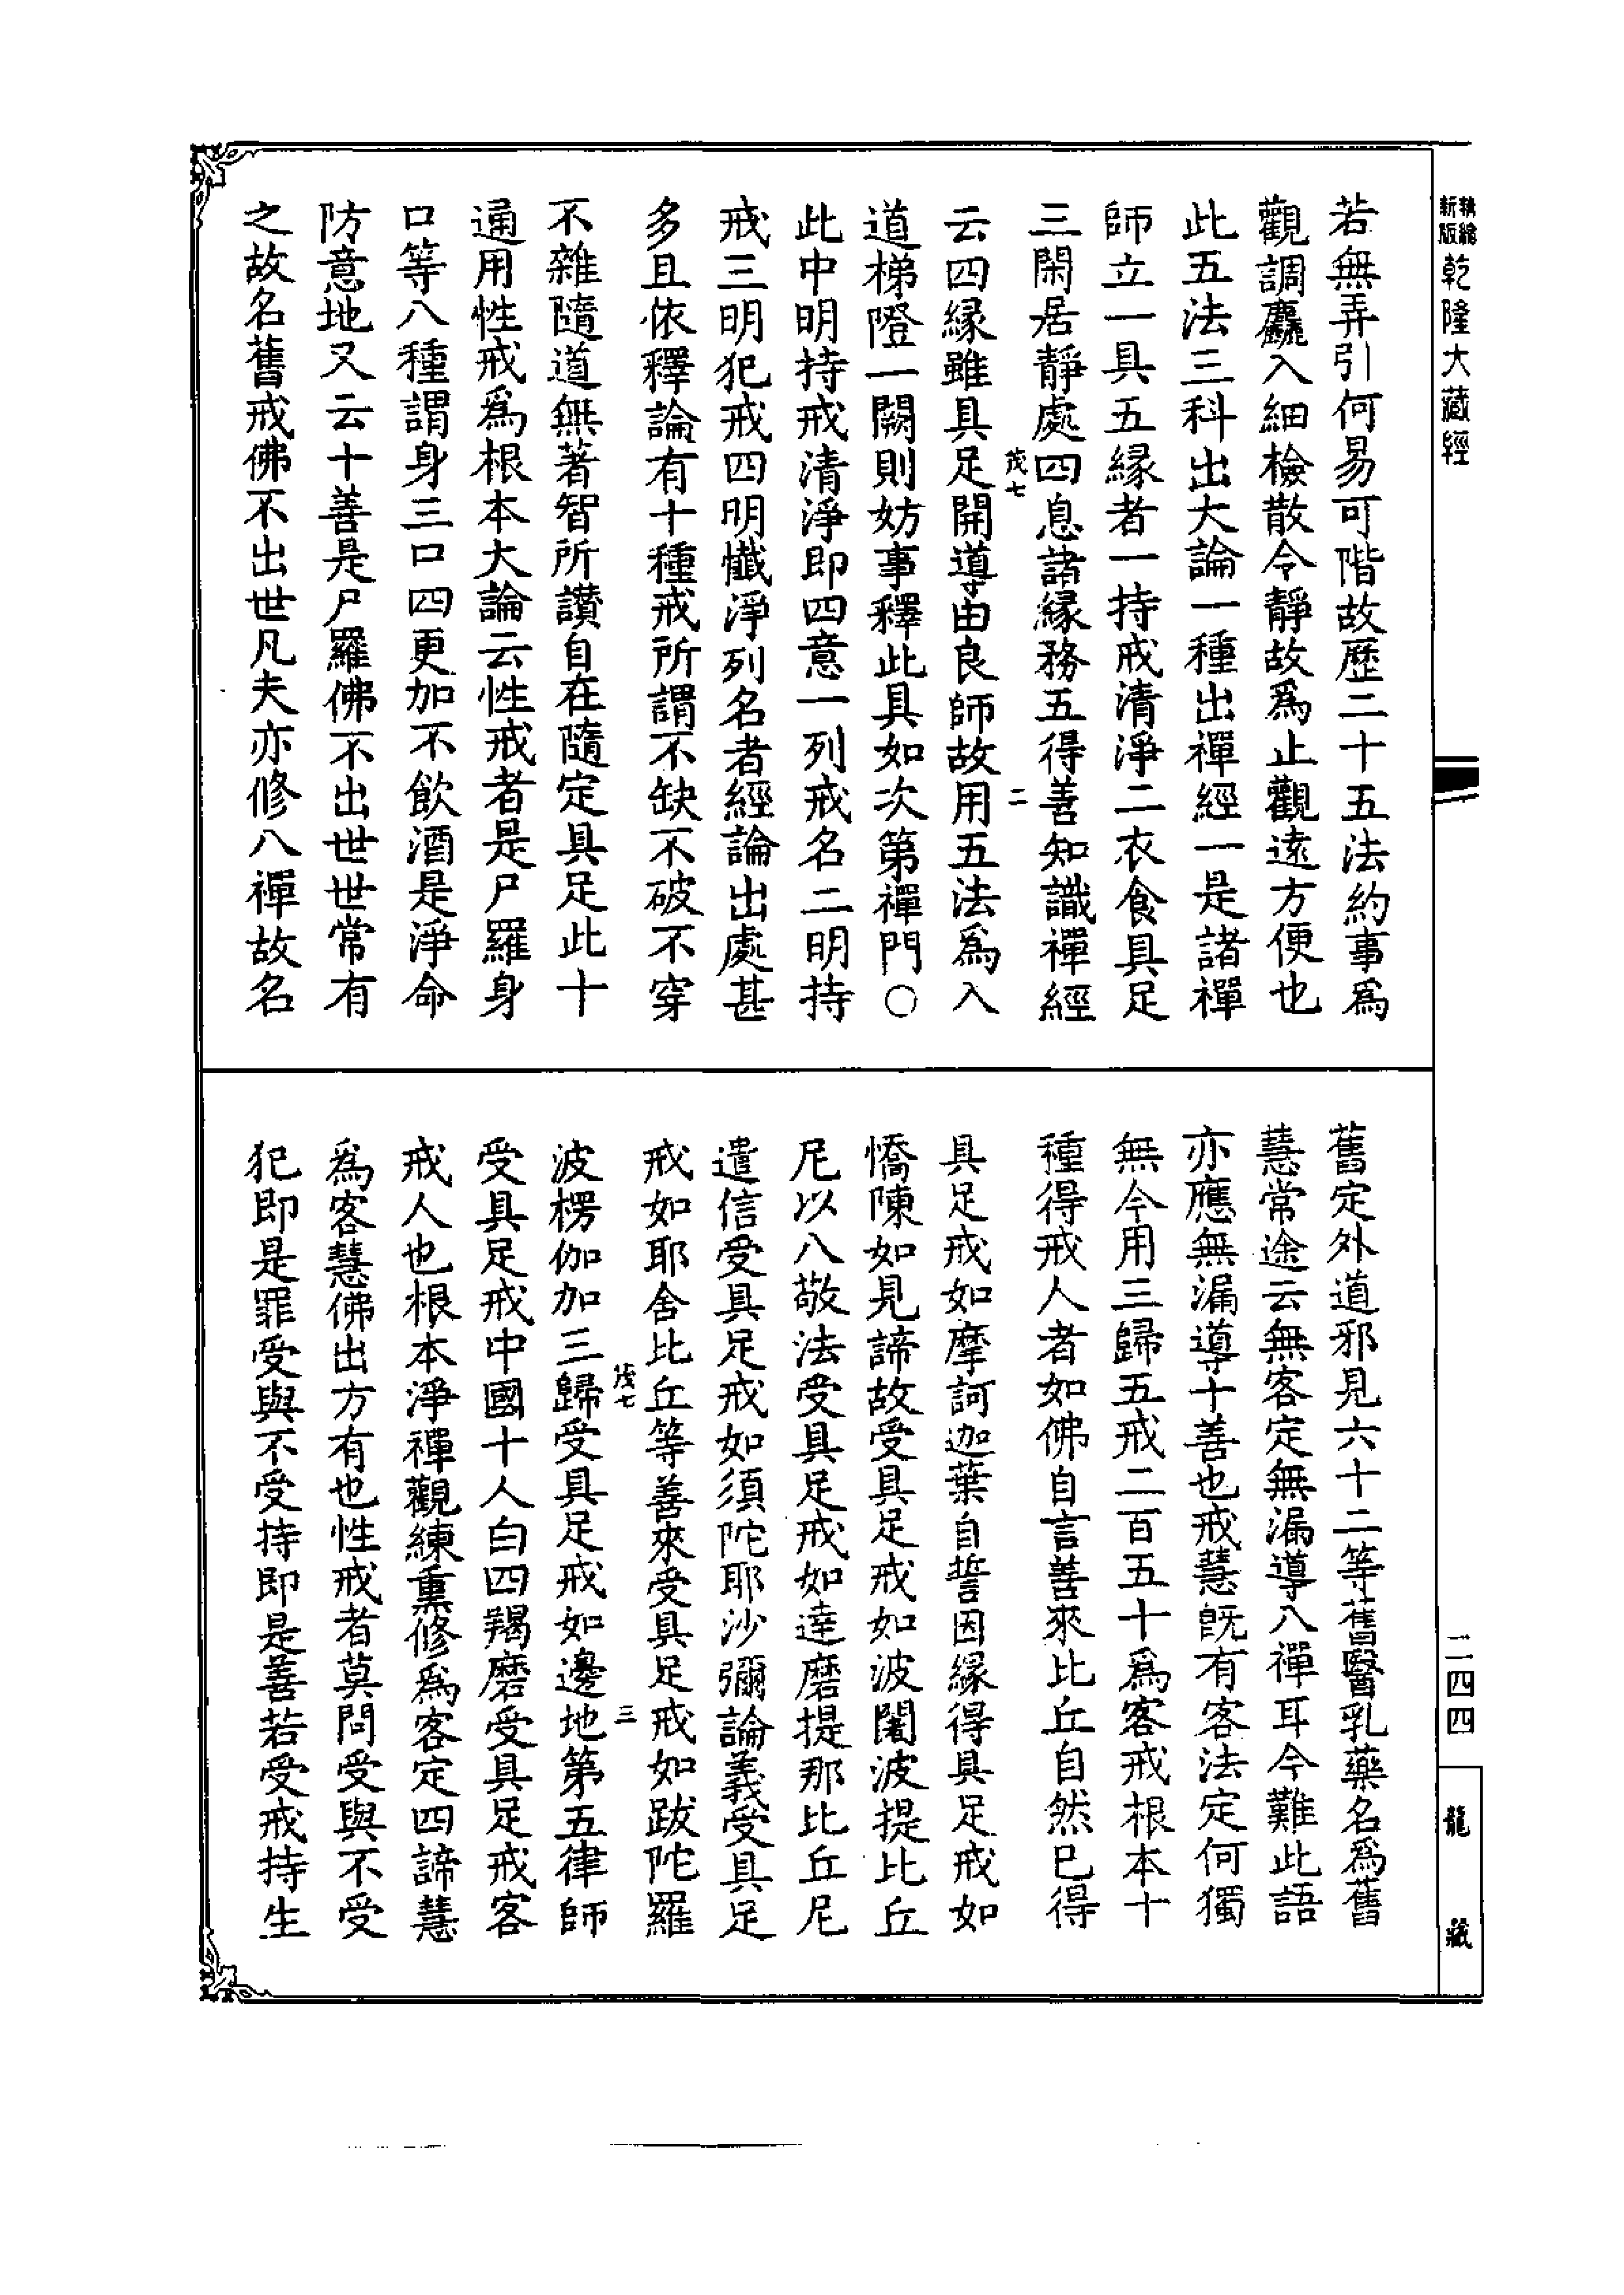 精繪新版乾隆大藏經
若無弄引何易可階故歷二十五法約事爲
觀調麤入細檢散令靜故爲止觀遠方便也
此五法三科出大論一種出禪經一是諸禪
師立一具五緣者一持戒清淨二衣食具足
三閑居靜處四息諸緣務五得善知識禪經
茂七 二
云四緣雖具足開導由良師故用五法爲入
道梯隥一闕則妨事釋此具如次第禪門○
此中明持戒清淨即四意一列戒名二明持
戒三明犯戒四明懺淨列名者經論出處甚
多且依釋論有十種戒所謂不缺不破不穿
不雜隨道無著智所讚自在隨定具足此十
通用性戒爲根本大論云性戒者是尸羅身
口等八種謂身三口四更加不飲酒是淨命
防意地又云十善是尸羅佛不出世世常有
之故名舊戒佛不出世凡夫亦修八禪故名
舊定外道邪見六十二等舊醫乳藥名爲舊
慧常途云無客定無漏導八禪耳今難此語
亦應無漏導十善也戒慧既有客法定何獨
無今用三歸五戒二百五十爲客戒根本十
種得戒人者如佛自言善來比丘自然已得
具足戒如摩訶迦葉自誓因緣得具足戒如
憍陳如見諦故受具足戒如波闍波提比丘
尼以八敬法受具足戒如達磨提那比丘尼
遣信受具足戒如須陀耶沙彌論義受具足
戒如耶舍比丘等善來受具足戒如跋陀羅
茂七 三
波楞伽加三歸受具足戒如邊地第五律師
受具足戒中國十人白四羯磨受具足戒客
戒人也根本淨禪觀練熏修爲客定四諦慧
爲客慧佛出方有也性戒者莫問受與不受
犯即是罪受與不受持即是善若受戒持生
二四四
龍藏